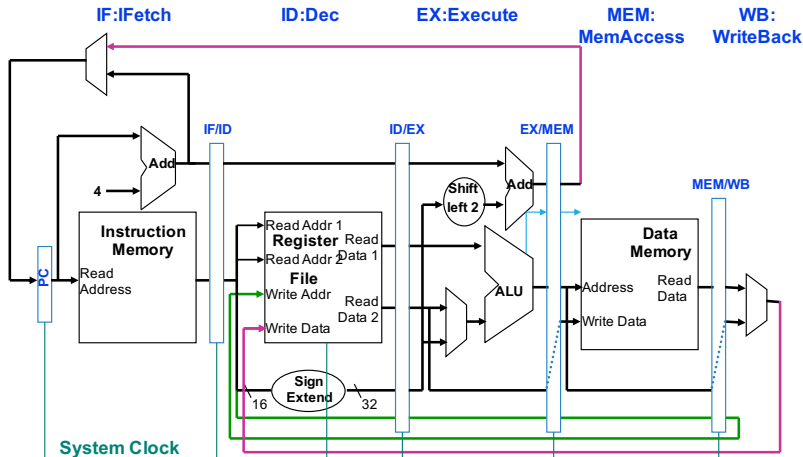 IF:IFetch
ID:Dec
EX:Execute
MEM:
MemAccess
WB:
WriteBack
IF/ID
ID/EX
EX/MEM
MEM/WB
Add
4
Shift
left 2
Add
PC
Instruction
Memory
Read
Address
Read Addr 1
Register
Read Addr 2
File
Write Addr
Write Data
Read
Data 1
Read
Data 2
ALU
Data
Memory
Address
Read
Data
Write Data
Sign
Extend
16
32
System Clock